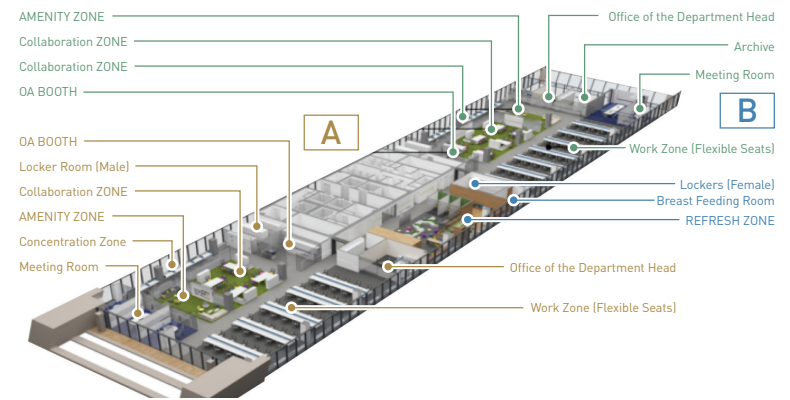 AMENITY ZONE
Collaboration ZONE
Collaboration ZONE
OA BOOTH
Office of the Department Head
Archive
Meeting Room
A
B
OA BOOTH
Locker Room (Male)
Collaboration ZONE
AMENITY ZONE
Concentration Zone
Meeting Room
Work Zone (Flexible Seats)
Lockers (Female)
Breast Feeding Room
REFRESH ZONE
Office of the Department Head
Work Zone (Flexible Seats)